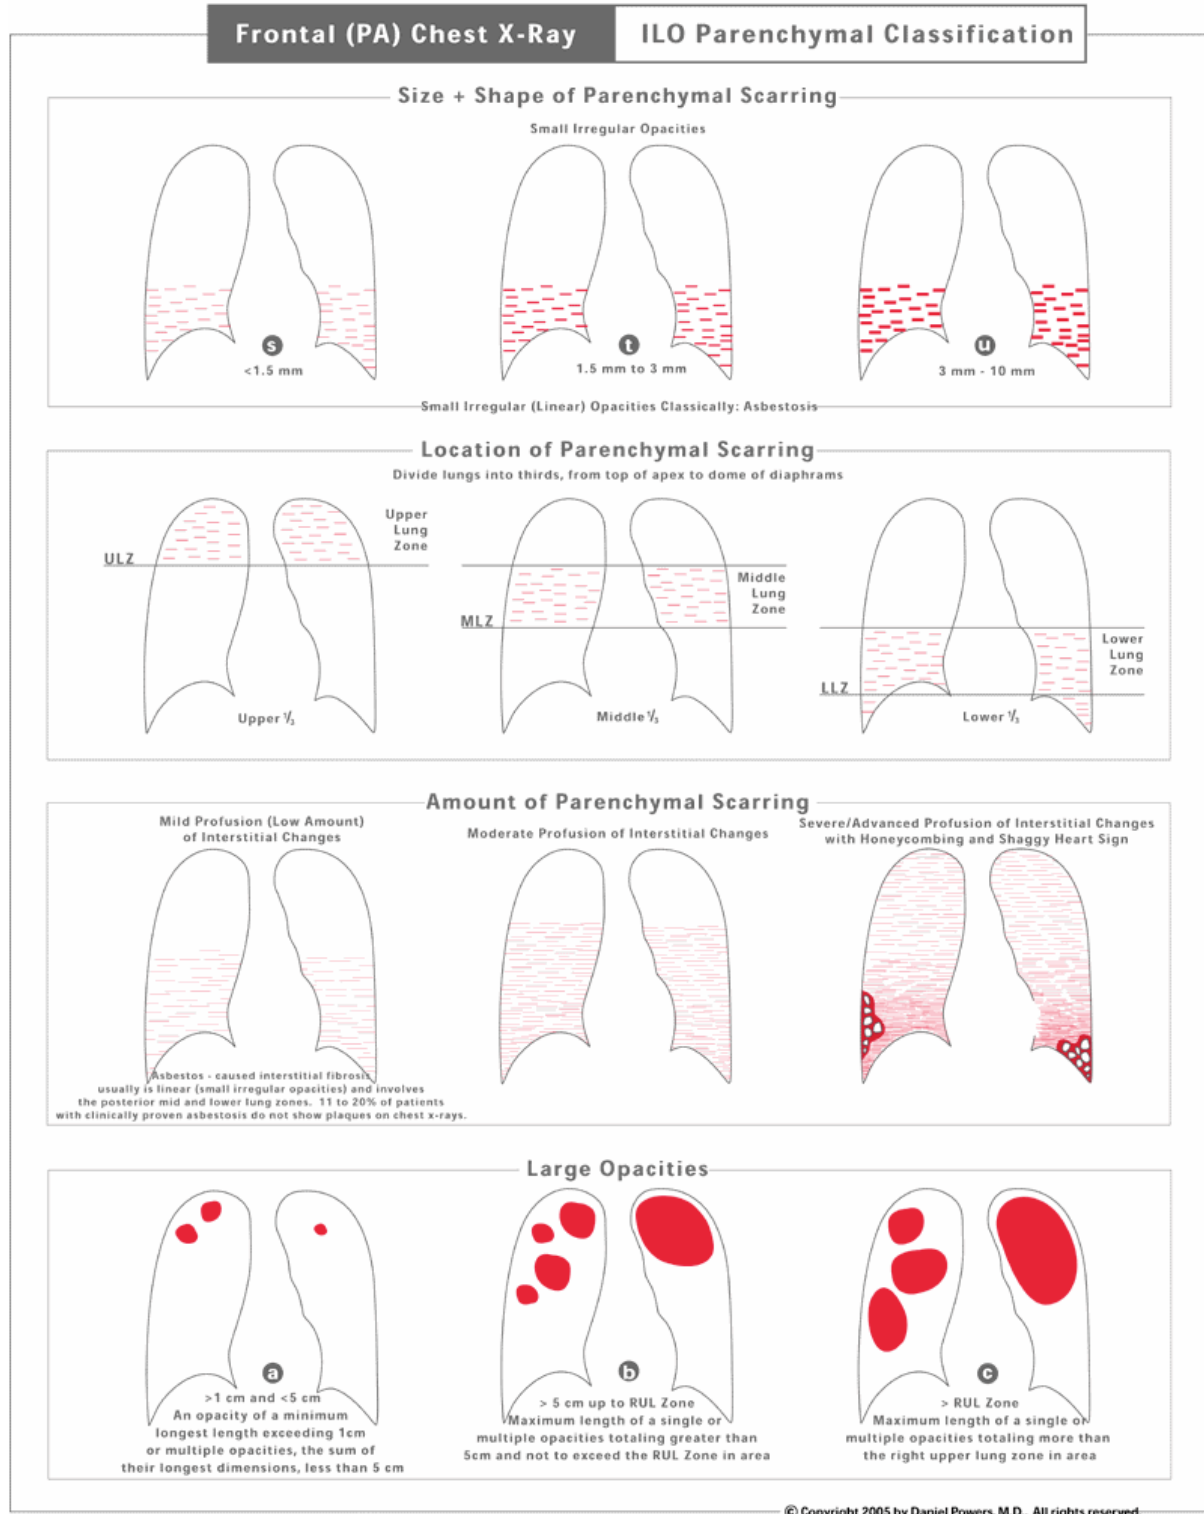 Frontal (PA) Chest X-Ray
ILO Parenchymal Classification
Size + Shape of Parenchymal Scarring
Small Irregular Opacities
s
<1.5 mm
t
1.5 mm to 3 mm
u
3 mm - 10 mm
Small Irregular (Linear) Opacities Classically: Asbestosis
Location of Parenchymal Scarring
Divide lungs into thirds, from top of apex to dome of diaphrams
Upper
Lung
Zone
ULZ
Upper 1/3
Middle
Lung
Zone
MLZ
Middle 1/3
Lower
Lung
Zone
LLZ
Lower 1/3
Amount of Parenchymal Scarring
Mild Profusion (Low Amount)
of Interstitial Changes
Moderate Profusion of Interstitial Changes
Severe/Advanced Profusion of Interstitial Changes
with Honeycombing and Shaggy Heart Sign
Asbestos - caused interstitial fibrosis
usually is linear (small irregular opacities) and involves
the posterior mid and lower lung zones. 11 to 20% of patients
with clinically proven asbestosis do not show plaques on chest x-rays.
Large Opacities
a
>1 cm and <5 cm
An opacity of a minimum
longest length exceeding 1cm
or multiple opacities, the sum of
their longest dimensions, less than 5 cm
b
> 5 cm up to RUL Zone
Maximum length of a single or
multiple opacities totaling greater than
5cm and not to exceed the RUL Zone in area
c
> RUL Zone
Maximum length of a single or
multiple opacities totaling more than
the right upper lung zone in area
© Copyright 2005 by Daniel Powers, M.D., All rights reserved.